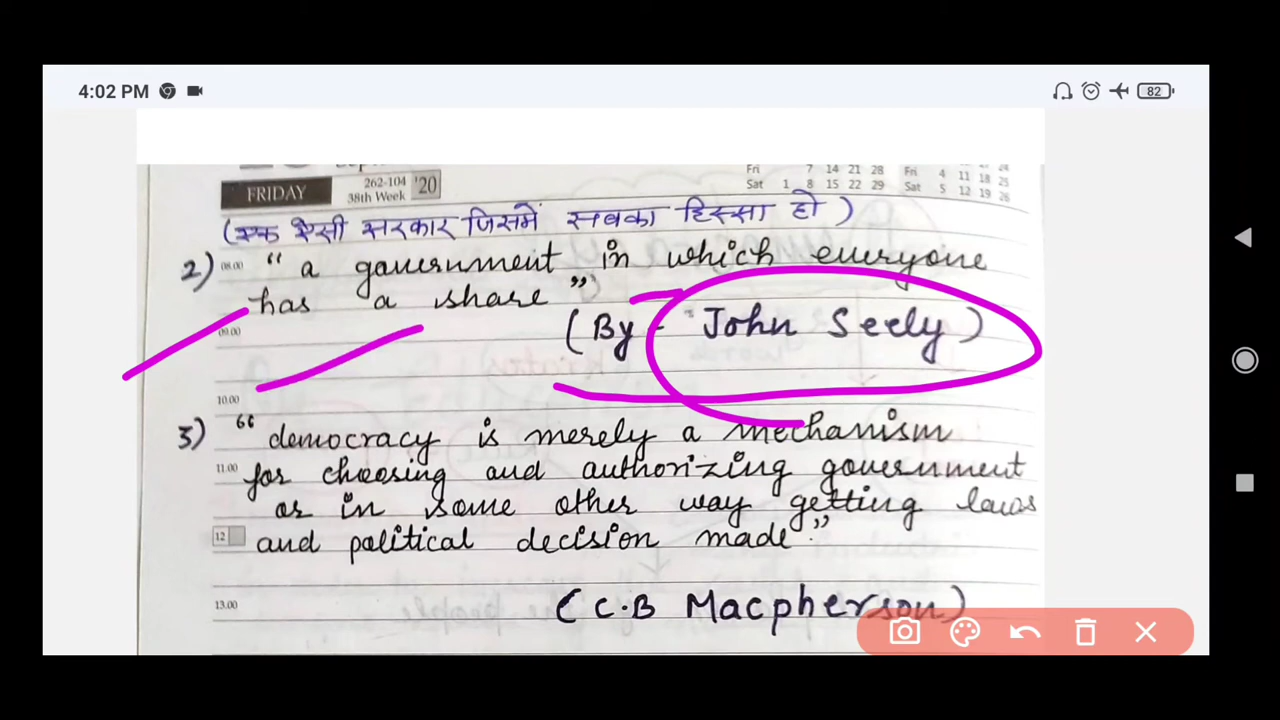 4:02 PM
82
Fri 7 14 21 28
Sat 1 8 15 22 29
Fri 4 11 18 25
Sat 5 12 19 26
FRIDAY
262-104
38th Week
'20
(एक ऐसी सरकार जिसमें सबका हिस्सा हो)
2) 08.00 “a government in which everyone
has a share”
09.00
(By - John Seely)
10.00
3) “democracy is merely a mechanism
11.00 for choosing and authorizing government
or in some other way getting laws
12 and political decision made.”
13.00
(C.B Macpherson)